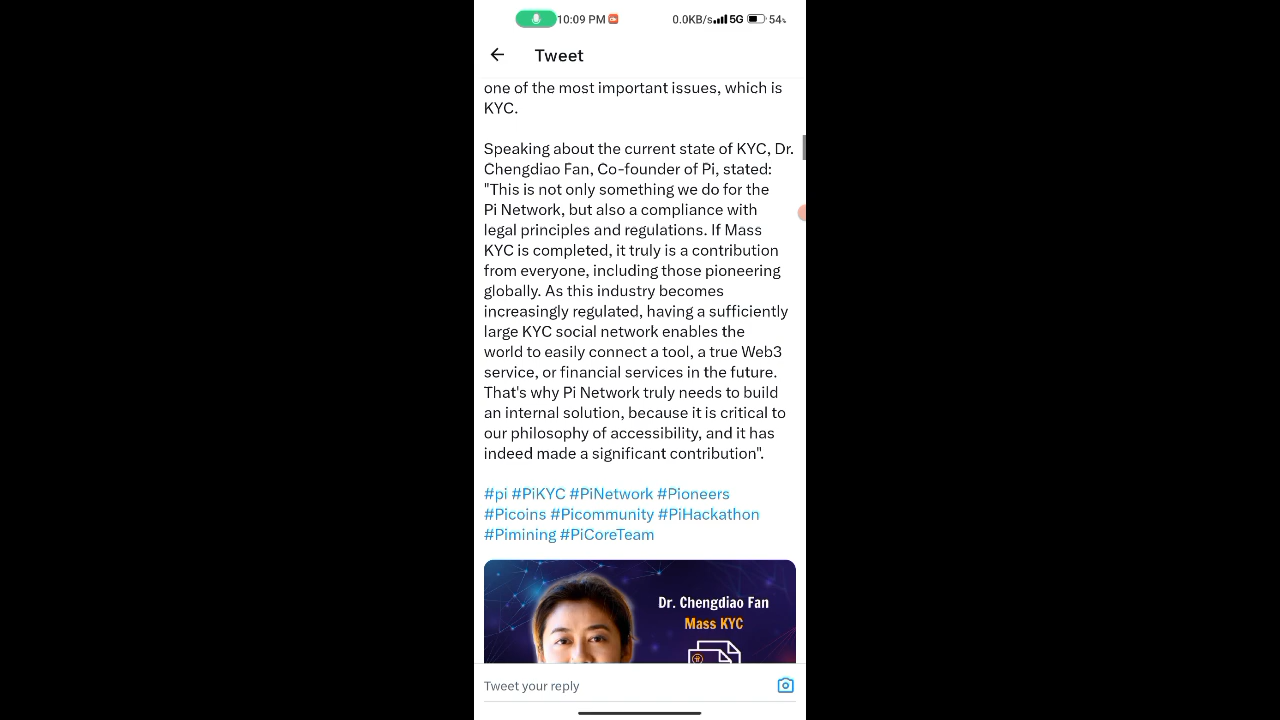 10:09 PM
0.0KB/s 5G 54%
Tweet
one of the most important issues, which is
KYC.
Speaking about the current state of KYC, Dr.
Chengdiao Fan, Co-founder of Pi, stated:
"This is not only something we do for the
Pi Network, but also a compliance with
legal principles and regulations. If Mass
KYC is completed, it truly is a contribution
from everyone, including those pioneering
globally. As this industry becomes
increasingly regulated, having a sufficiently
large KYC social network enables the
world to easily connect a tool, a true Web3
service, or financial services in the future.
That's why Pi Network truly needs to build
an internal solution, because it is critical to
our philosophy of accessibility, and it has
indeed made a significant contribution".
#pi #PiKYC #PiNetwork #Pioneers
#Picoins #Picommunity #PiHackathon
#Pimining #PiCoreTeam
Dr. Chengdiao Fan
Mass KYC
Tweet your reply